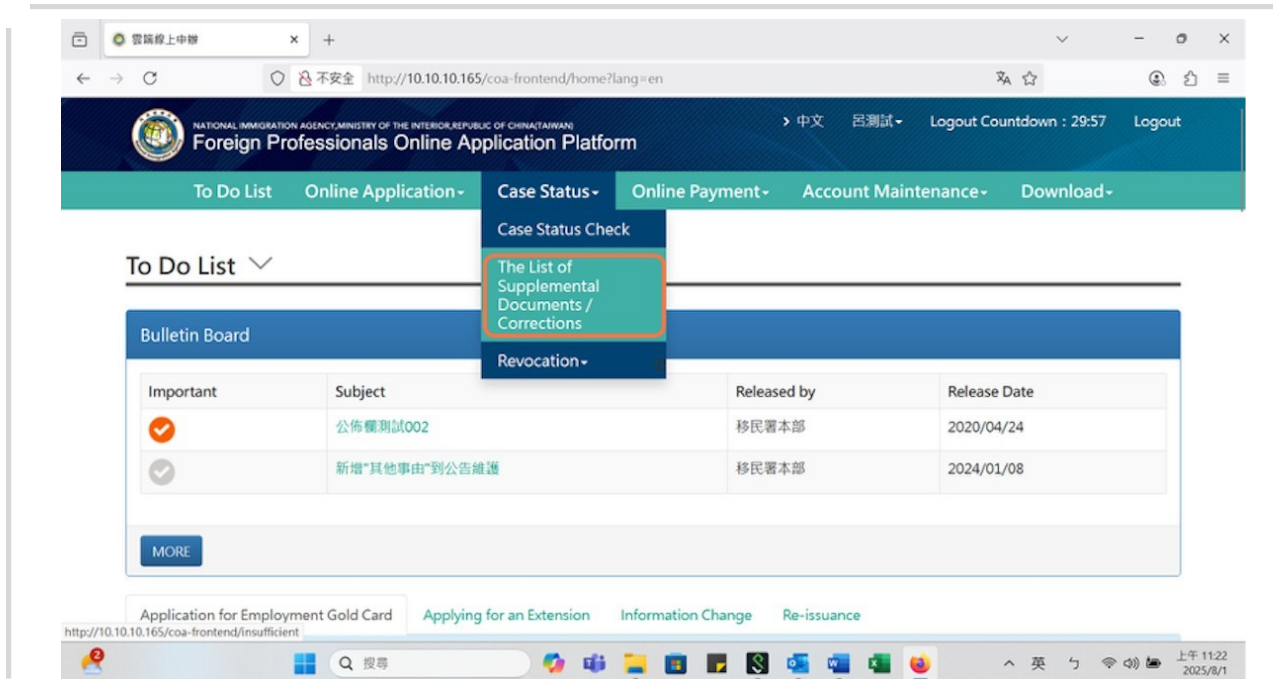 雲端線上申辦
不安全 http://10.10.10.165/coa-frontend/home?lang=en
NATIONAL IMMIGRATION AGENCY,MINISTRY OF THE INTERIOR,REPUBLIC OF CHINA(TAIWAN)
Foreign Professionals Online Application Platform
中文 呂測試 Logout Countdown : 29:57 Logout
To Do List Online Application Case Status Online Payment Account Maintenance Download
Case Status Check
The List of
Supplemental
Documents /
Corrections
Revocation
To Do List
Bulletin Board
Important Subject Released by Release Date
公佈欄測試002 移民署本部 2020/04/24
新增"其他事由"到公告維護 移民署本部 2024/01/08
MORE
Application for Employment Gold Card Applying for an Extension Information Change Re-issuance
http://10.10.10.165/coa-frontend/insufficient
2 搜尋 英 ㄅ 上午 11:22
2025/8/1